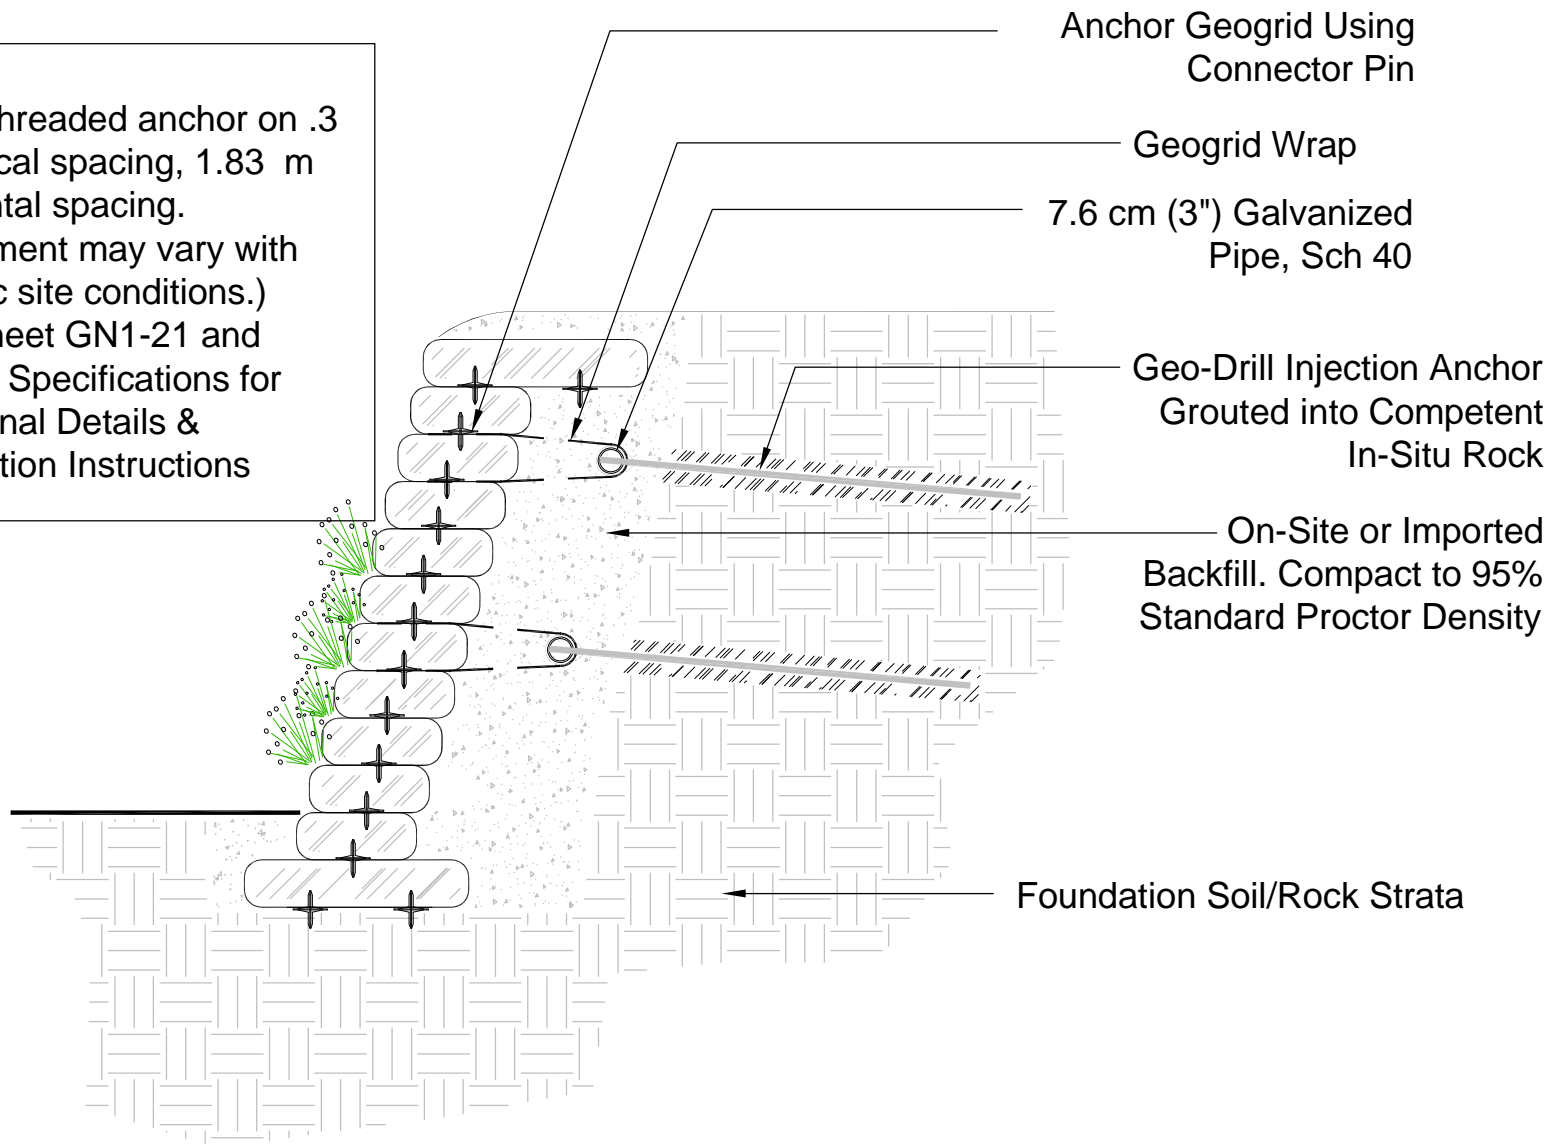 hreaded anchor on .3
cal spacing, 1.83 m
ntal spacing.
ment may vary with
c site conditions.)
heet GN1-21 and
Specifications for
nal Details &
tion Instructions
Anchor Geogrid Using
Connector Pin
Geogrid Wrap
7.6 cm (3") Galvanized
Pipe, Sch 40
Geo-Drill Injection Anchor
Grouted into Competent
In-Situ Rock
On-Site or Imported
Backfill. Compact to 95%
Standard Proctor Density
Foundation Soil/Rock Strata